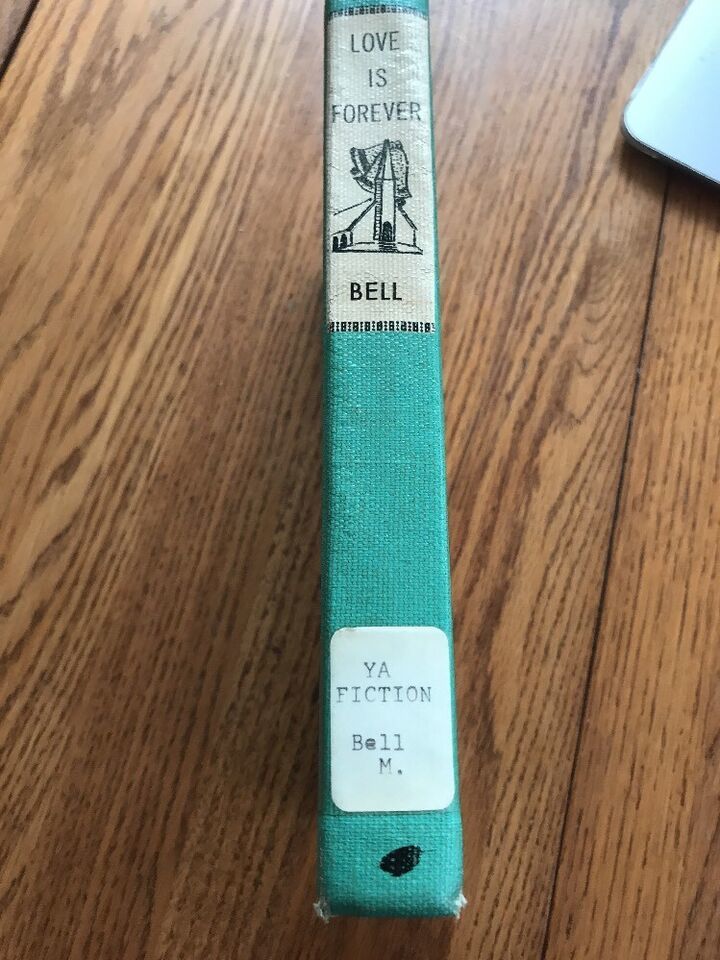 LOVE
IS
FOREVER
BELL
YA
FICTION
Bell
M.